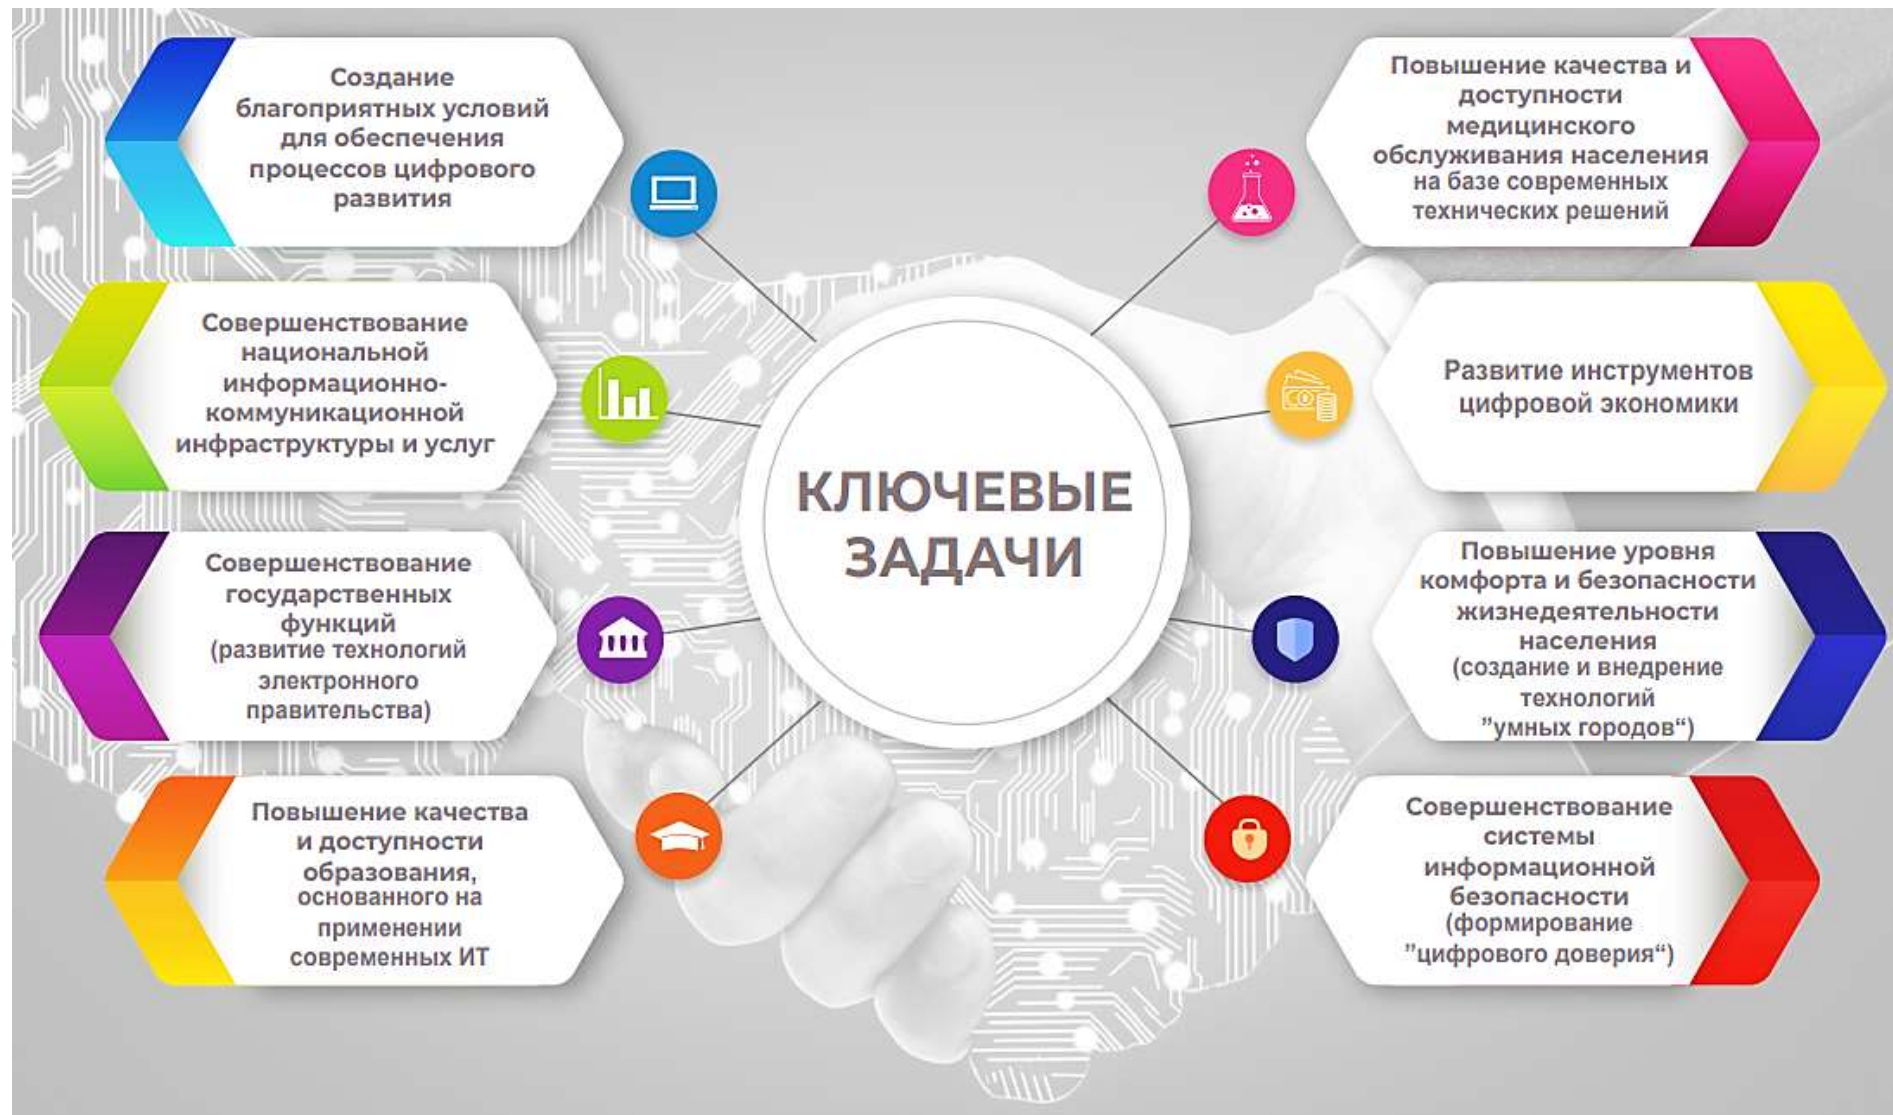 Создание
благоприятных условий
для обеспечения
процессов цифрового
развития
Совершенствование
национальной
информационно-
коммуникационной
инфраструктуры и услуг
Совершенствование
государственных
функций
(развитие технологий
электронного
правительства)
Повышение качества
и доступности
образования,
основанного на
применении
современных ИТ
КЛЮЧЕВЫЕ
ЗАДАЧИ
Повышение качества и
доступности
медицинского
обслуживания населения
на базе современных
технических решений
Развитие инструментов
цифровой экономики
Повышение уровня
комфорта и безопасности
жизнедеятельности
населения
(создание и внедрение
технологий
”умных городов“)
Совершенствование
системы
информационной
безопасности
(формирование
”цифрового доверия“)